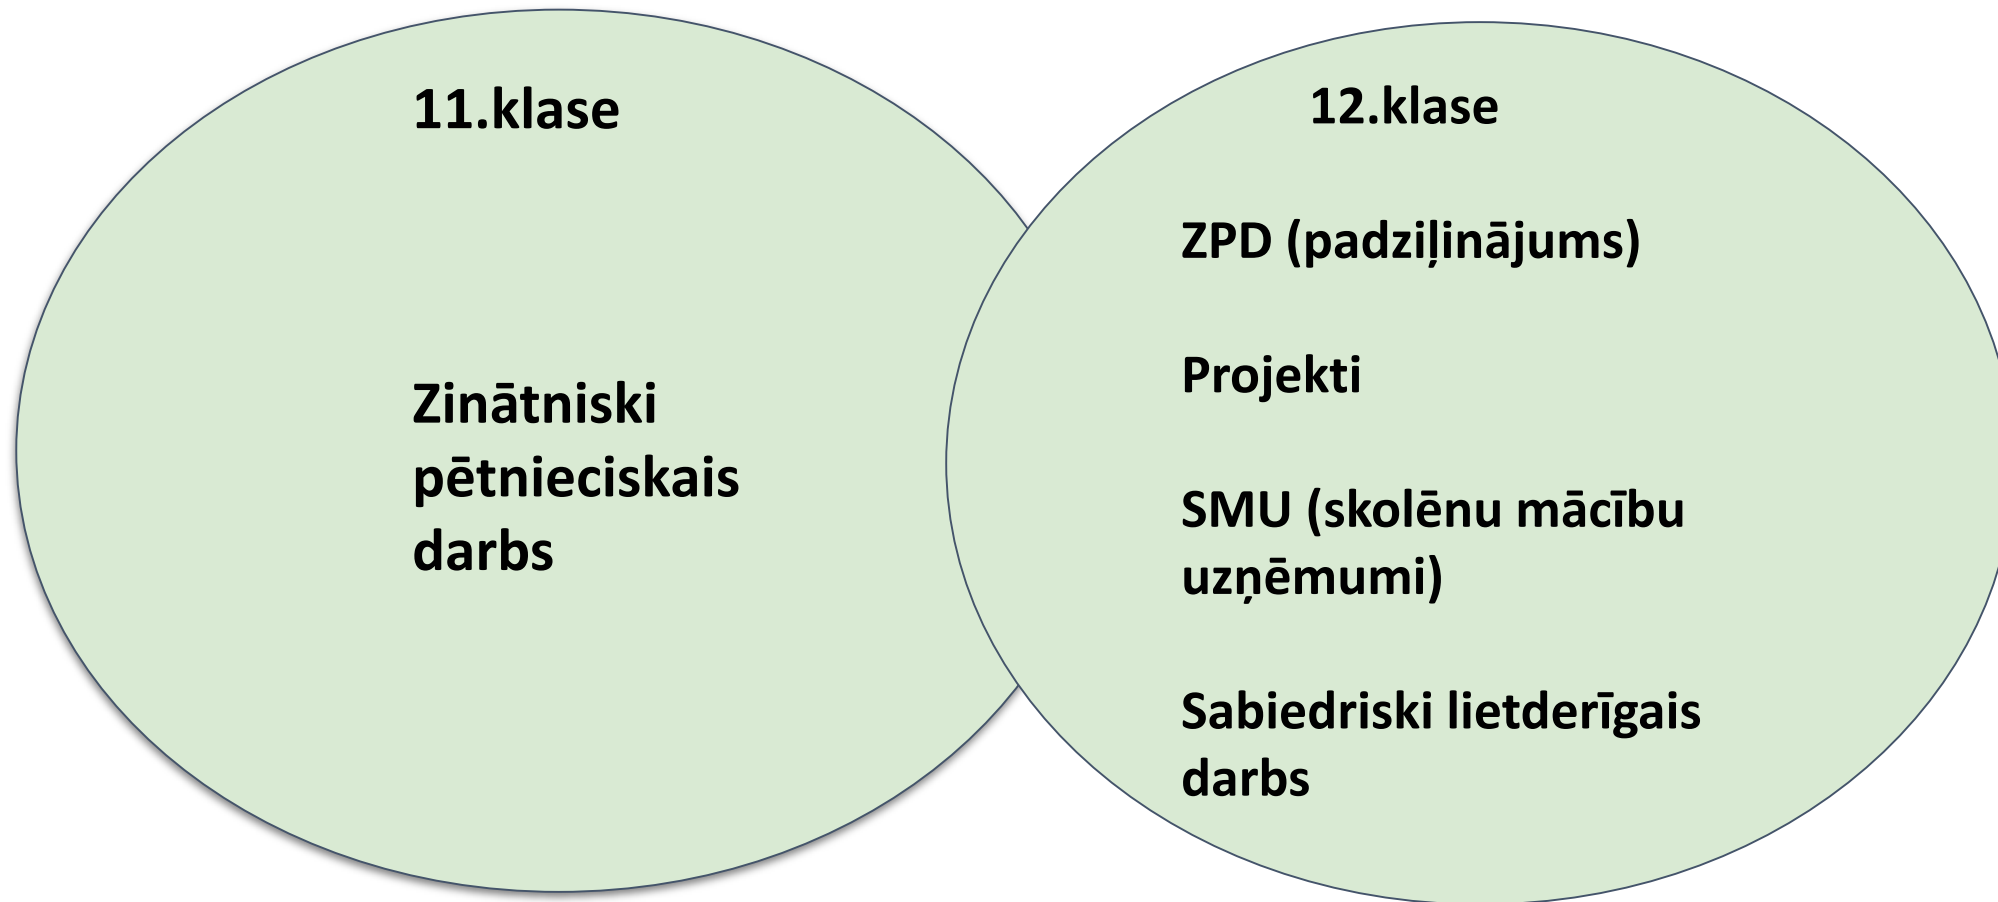 11.klase
Zinātniski
pētnieciskais
darbs
12.klase
ZPD (padziļinājums)
Projekti
SMU (skolēnu mācību
uzņēmumi)
Sabiedriski lietderīgais
darbs